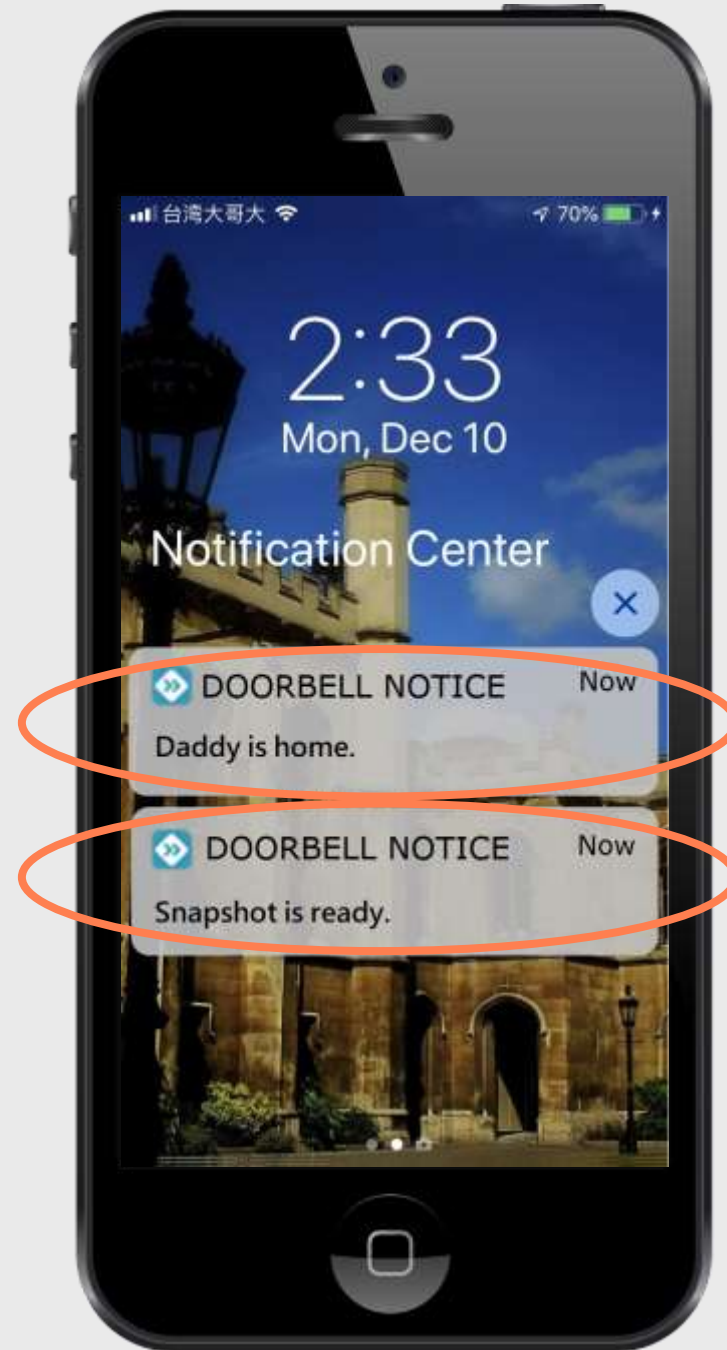 台湾大哥大 70%
2:33
Mon, Dec 10
Notification Center
DOORBELL NOTICE Now
Daddy is home.
DOORBELL NOTICE Now
Snapshot is ready.